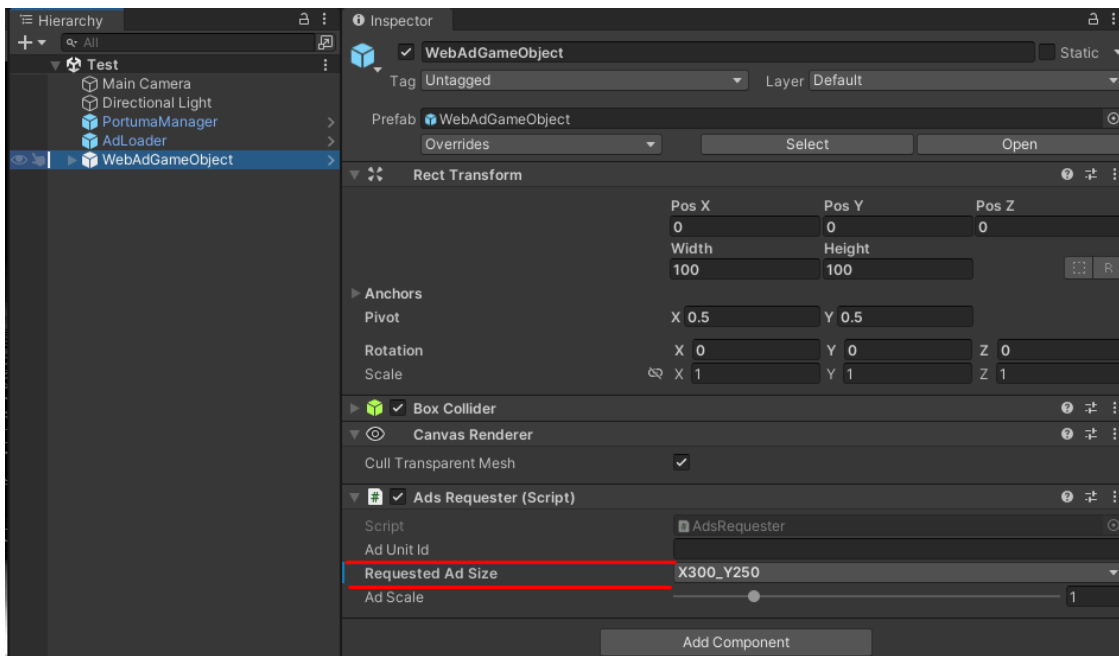 Hierarchy
All
Test
Main Camera
Directional Light
PortumaManager
AdLoader
WebAdGameObject
Inspector
WebAdGameObject Static
Tag Untagged Layer Default
Prefab WebAdGameObject
Overrides Select Open
Rect Transform
Pos X Pos Y Pos Z
0 0 0
Width Height
100 100
R
Anchors
Pivot X 0.5 Y 0.5
Rotation X 0 Y 0 Z 0
Scale X 1 Y 1 Z 1
Box Collider
Canvas Renderer
Cull Transparent Mesh
# Ads Requester (Script)
Script AdsRequester
Ad Unit Id
Requested Ad Size X300_Y250
Ad Scale 1
Add Component